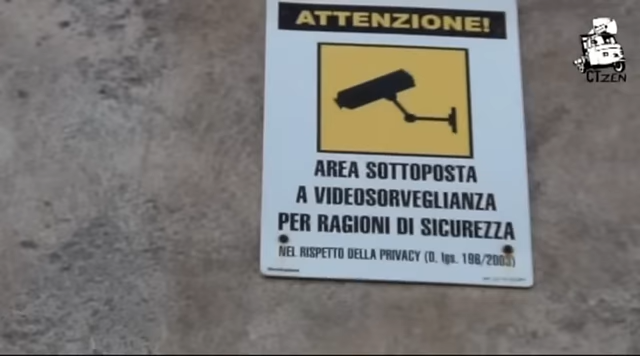 ATTENZIONE!
CTZEN
AREA SOTTOPOSTA
A VIDEOSORVEGLIANZA
PER RAGIONI DI SICUREZZA
NEL RISPETTO DELLA PRIVACY (D. lgs. 196/2003)